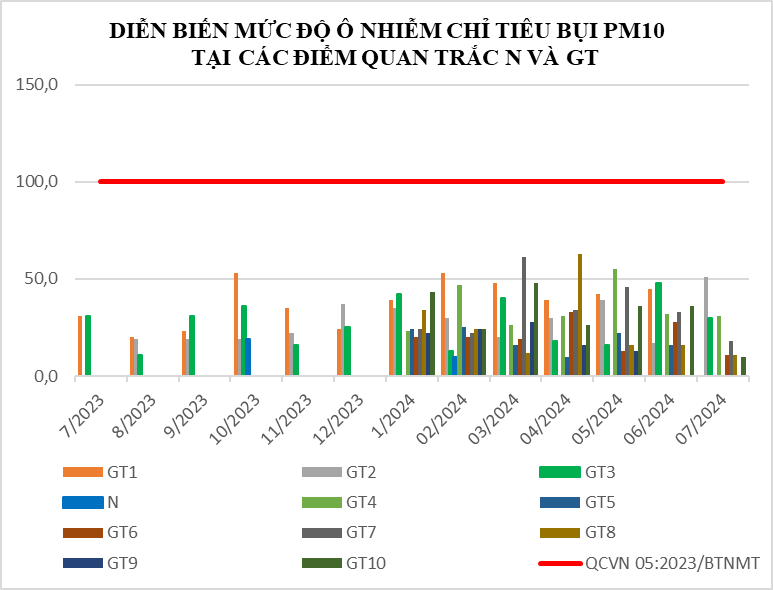 DIỄN BIẾN MỨC ĐỘ Ô NHIỄM CHỈ TIÊU BỤI PM10
TẠI CÁC ĐIỂM QUAN TRẮC N VÀ GT
150,0
100,0
50,0
0,0
7/2023
8/2023
9/2023
10/2023
11/2023
12/2023
1/2024
02/2024
03/2024
04/2024
05/2024
06/2024
07/2024
GT1 GT2 GT3
N GT4 GT5
GT6 GT7 GT8
GT9 GT10 QCVN 05:2023/BTNMT